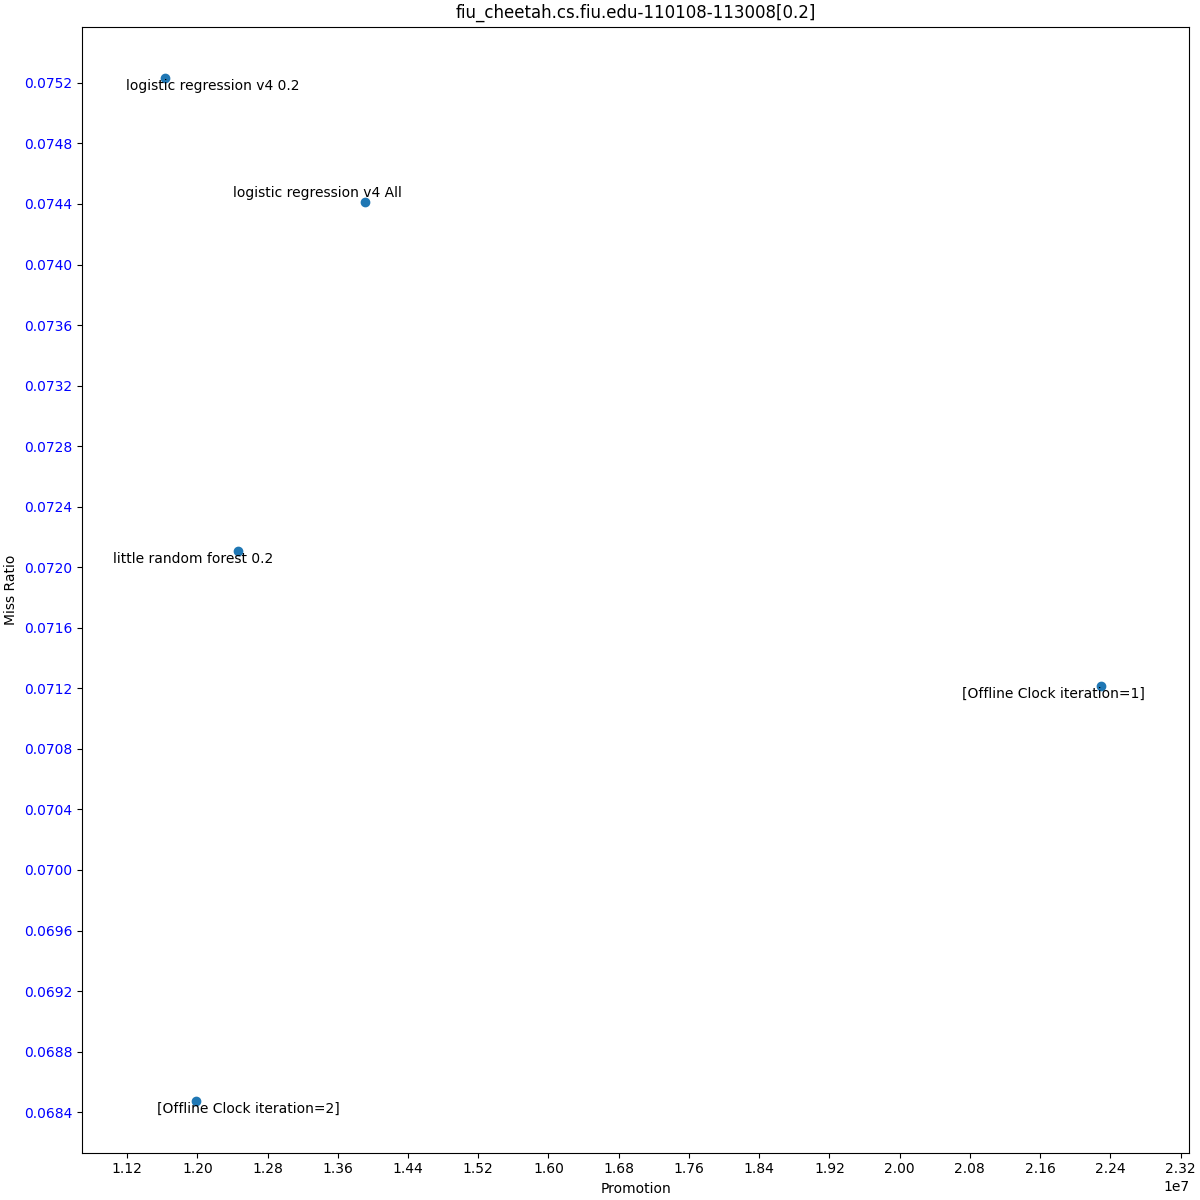 fiu_cheetah.cs.fiu.edu-110108-113008[0.2]
0.0752
logistic regression v4 0.2
0.0748
logistic regression v4 All
0.0744
0.0740
0.0736
0.0732
0.0728
0.0724
little random forest 0.2
0.0720
Miss Ratio
0.0716
0.0712
[Offline Clock iteration=1]
0.0708
0.0704
0.0700
0.0696
0.0692
0.0688
[Offline Clock iteration=2]
0.0684
1.12 1.20 1.28 1.36 1.44 1.52 1.60 1.68 1.76 1.84 1.92 2.00 2.08 2.16 2.24 2.32
1e7
Promotion